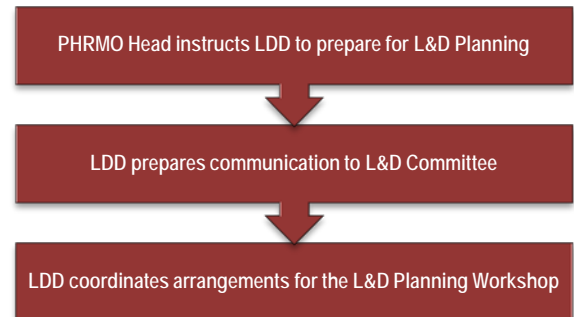 PHRMO Head instructs LDD to prepare for L&D Planning
LDD prepares communication to L&D Committee
LDD coordinates arrangements for the L&D Planning Workshop